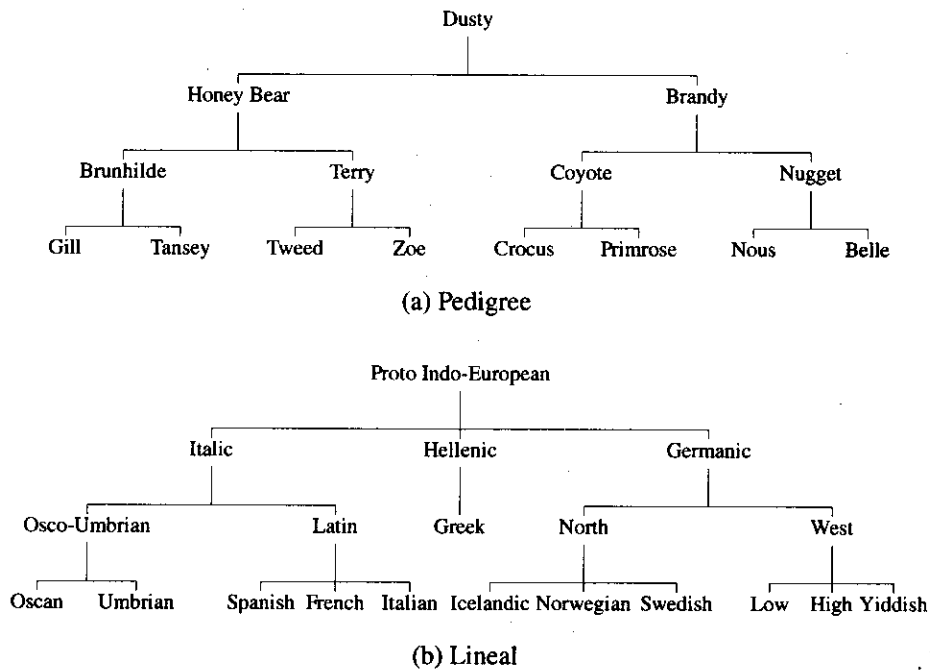 Dusty
Honey Bear Brandy
Brunhilde Terry Coyote Nugget
Gill Tansey Tweed Zoe Crocus Primrose Nous Belle
(a) Pedigree
Proto Indo-European
Italic Hellenic Germanic
Osco-Umbrian Latin Greek North West
Oscan Umbrian Spanish French Italian Icelandic Norwegian Swedish Low High Yiddish
(b) Lineal